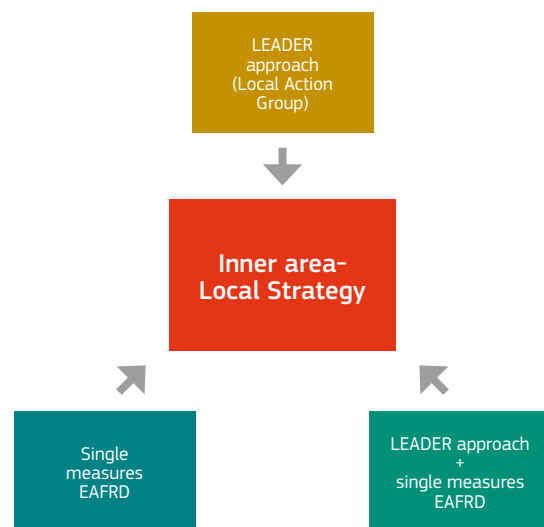 LEADER
approach
(Local Action
Group)
Inner area–
Local Strategy
Single
measures
EAFRD
LEADER approach
+
single measures
EAFRD